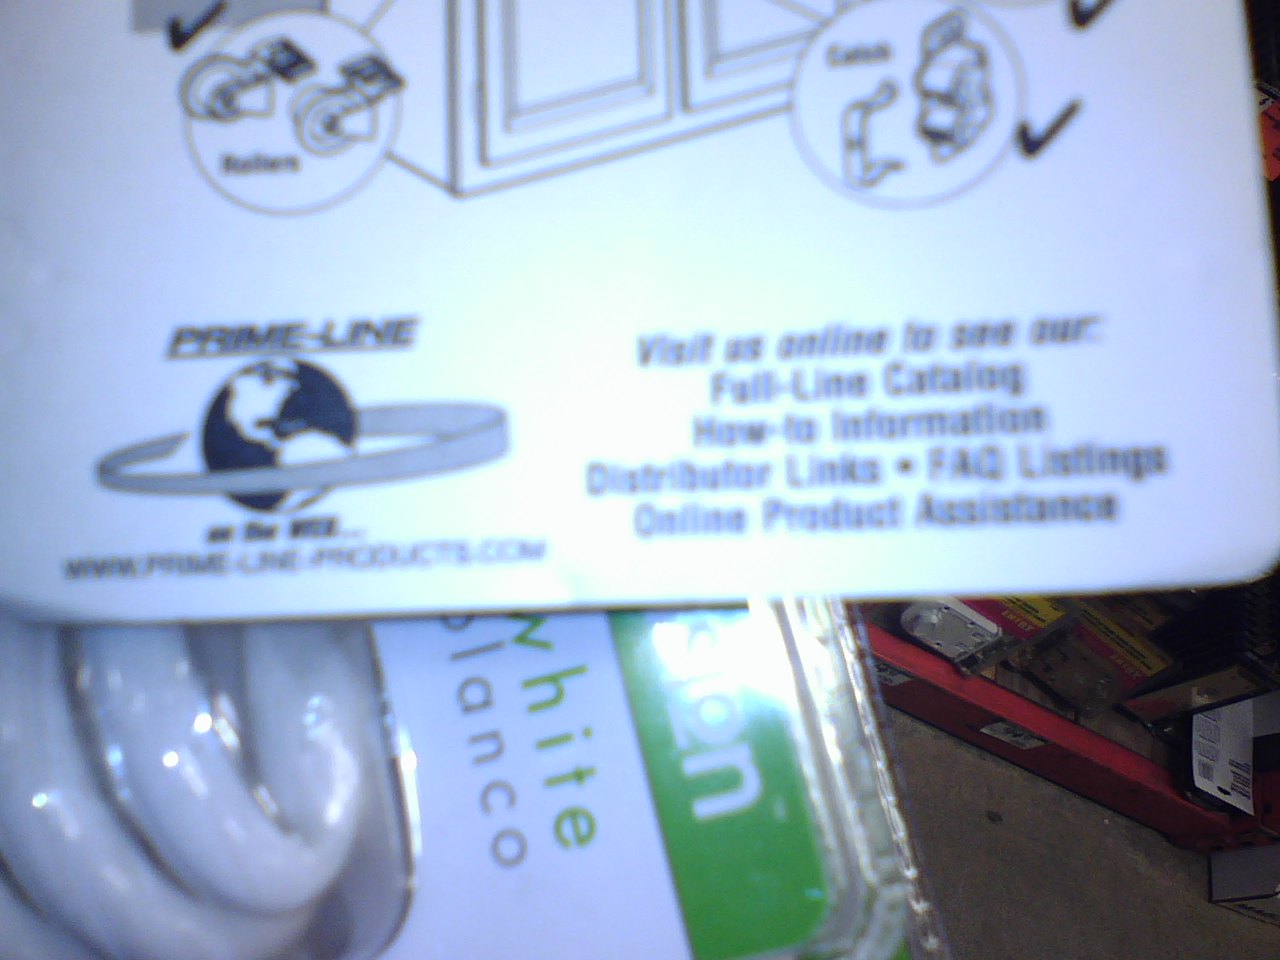 Catch
Rollers
PRIME-LINE
on the WEB...
WWW.PRIME-LINE-PRODUCTS.COM
Visit us online to see our:
Full-Line Catalog
How-to Information
Distributor Links • FAQ Listings
Online Product Assistance
white
blanco